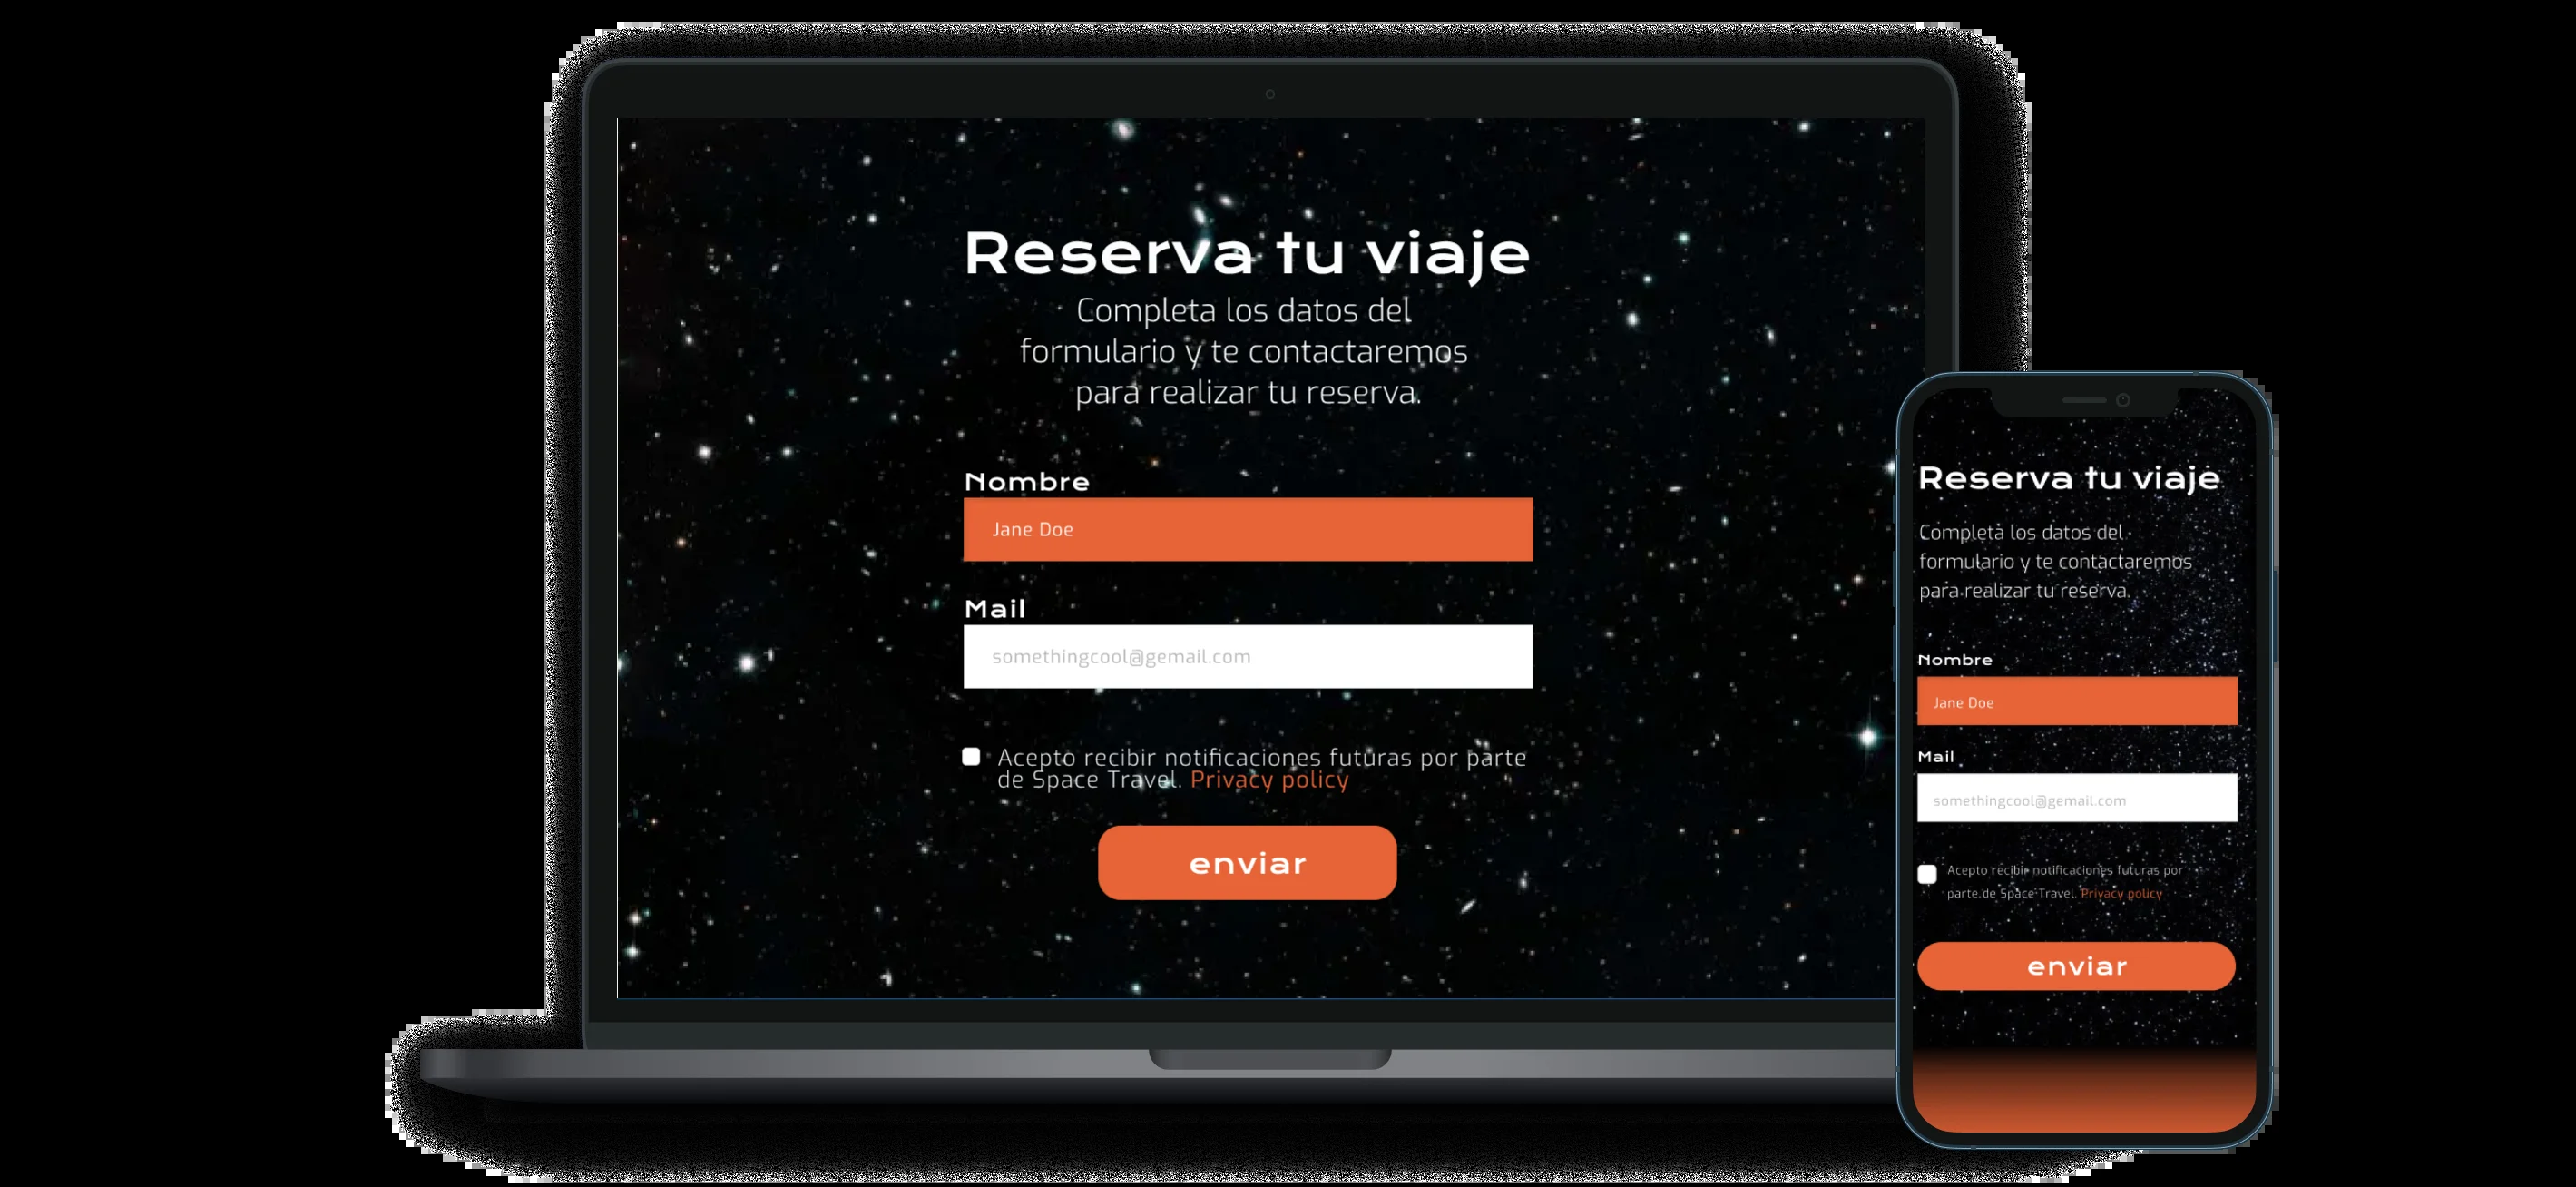 Reserva tu viaje
Completa los datos del
formulario y te contactaremos
para realizar tu reserva.
Nombre
Jane Doe
Mail
somethingcool@gemail.com
Acepto recibir notificaciones futuras por parte
de Space Travel. Privacy policy
enviar
Reserva tu viaje
Completa los datos del
formulario y te contactaremos
para realizar tu reserva.
Nombre
Jane Doe
Mail
somethingcool@gemail.com
Acepto recibir notificaciones futuras por
parte de Space Travel. Privacy policy
enviar